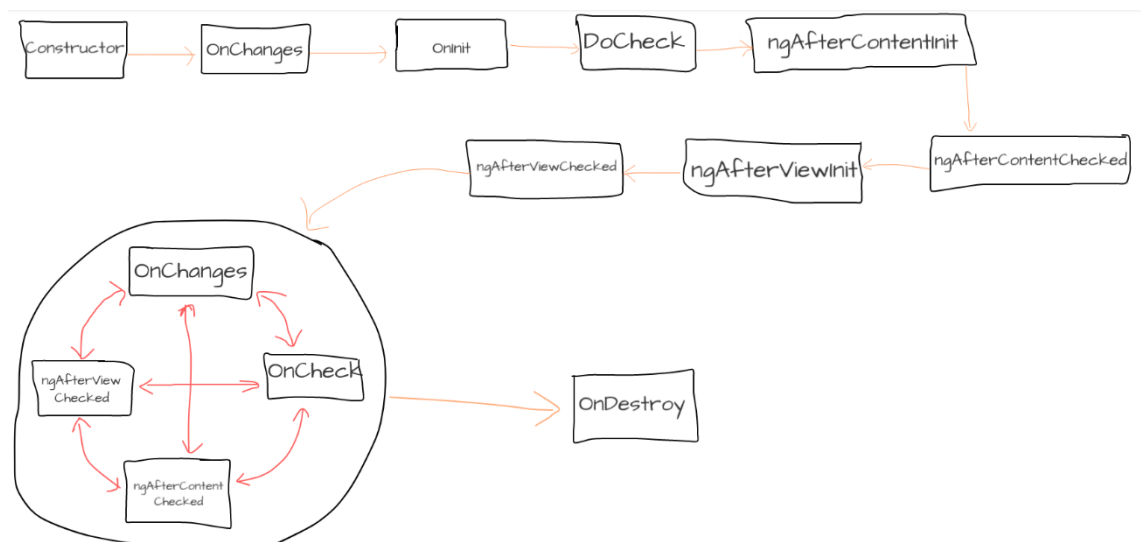 Constructor
OnChanges
OnInit
DoCheck
ngAfterContentInit
ngAfterContentChecked
ngAfterViewInit
ngAfterViewChecked
OnChanges
OnCheck
ngAfterView
Checked
ngAfterContent
Checked
OnDestroy